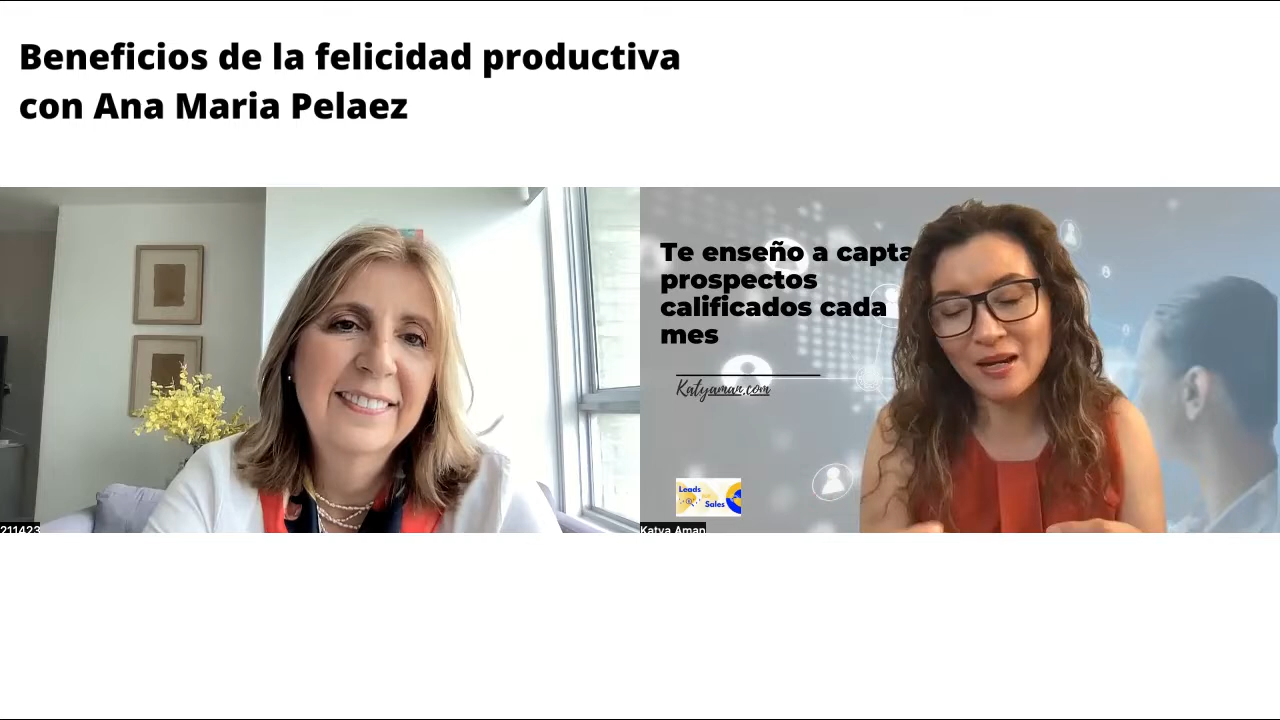 Beneficios de la felicidad productiva
con Ana Maria Pelaez
Te enseño a capta
prospectos
calificados cada
mes
Katyaman.com
Leads
Sales
211423
Katya Aman